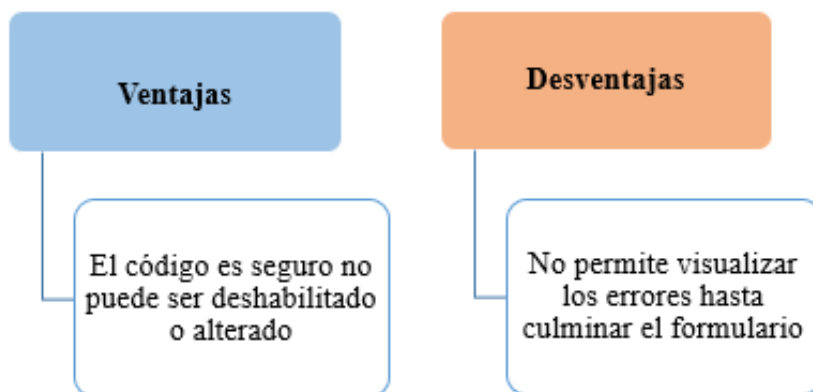 Ventajas
El código es seguro no
puede ser deshabilitado
o alterado
Desventajas
No permite visualizar
los errores hasta
culminar el formulario